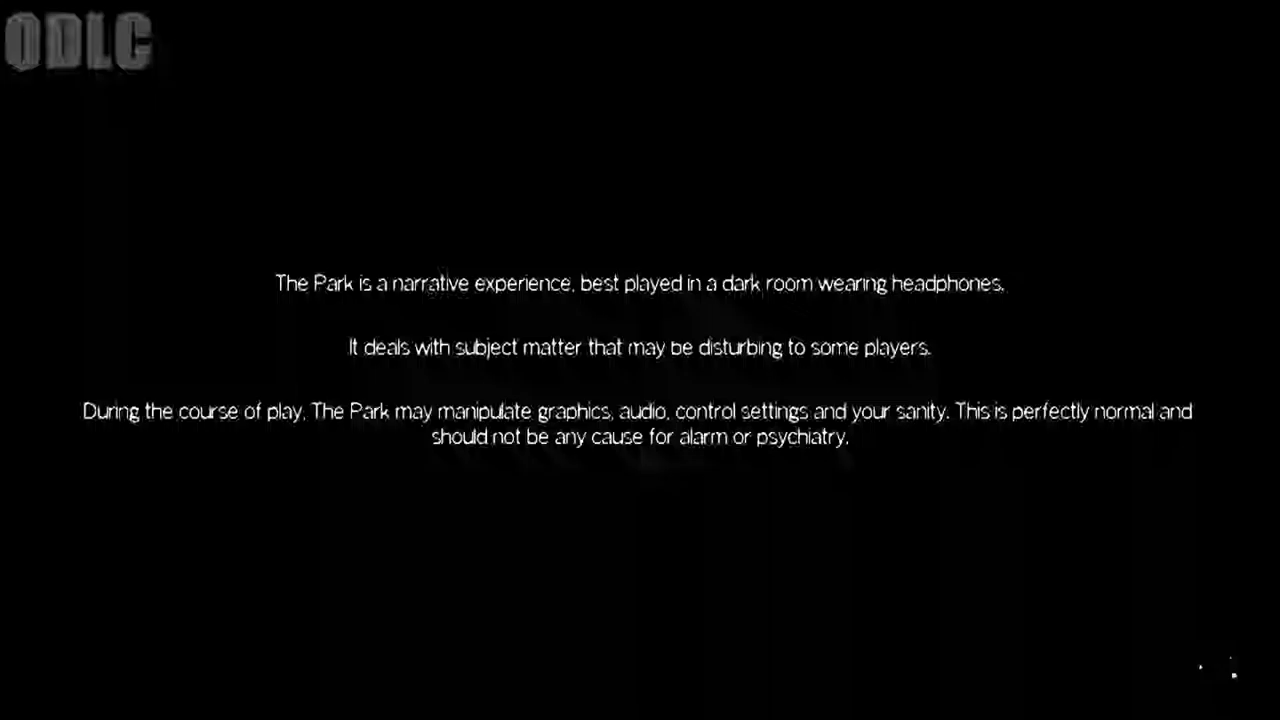 ODLC
The Park is a narrative experience, best played in a dark room wearing headphones.
It deals with subject matter that may be disturbing to some players.
During the course of play, The Park may manipulate graphics, audio, control settings and your sanity. This is perfectly normal and
should not be any cause for alarm or psychiatry.